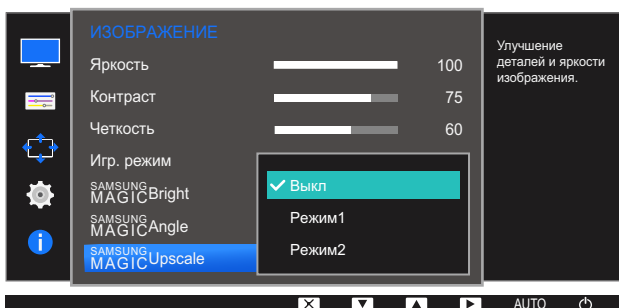 ИЗОБРАЖЕНИЕ
Яркость 100
Контраст 75
Четкость 60
Игр. режим
SAMSUNG MAGIC Bright
SAMSUNG MAGIC Angle
SAMSUNG MAGIC Upscale
Выкл
Режим1
Режим2
Улучшение
деталей и яркости
изображения.
AUTO